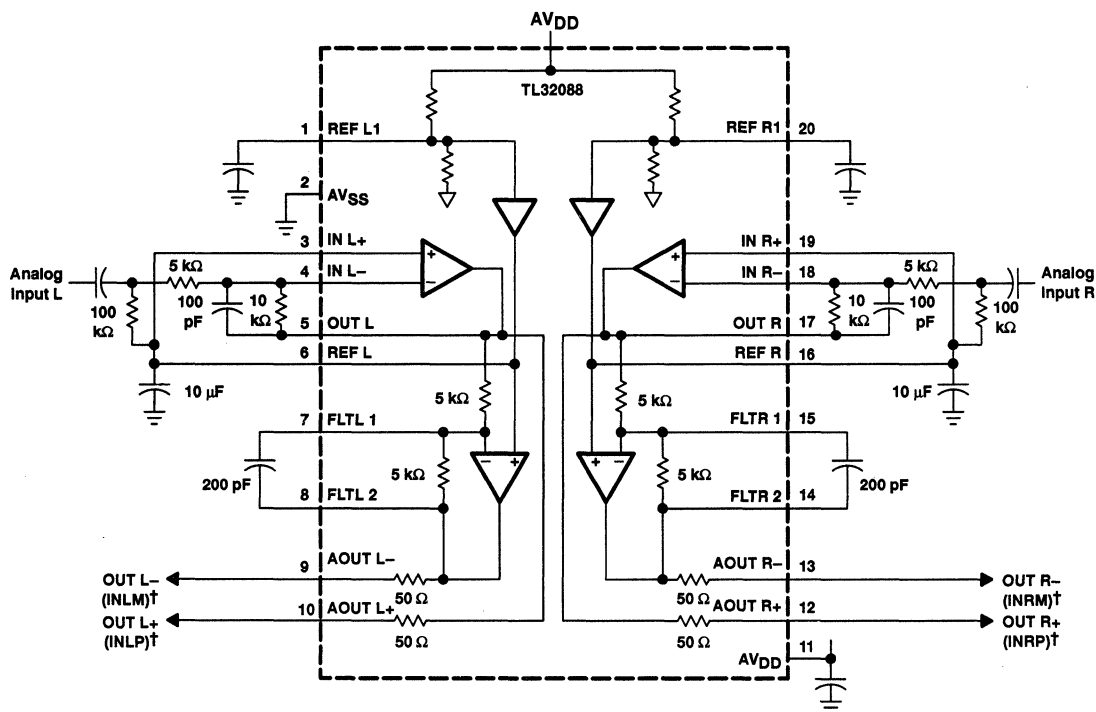 AVDD
TL32088
1 REF L1
REF R1 20
2
AVSS
3 IN L+
IN R+ 19
Analog
Input L
5 kΩ
4 IN L–
IN R– 18
5 kΩ
Analog
Input R
100
kΩ
100
pF
10
kΩ
10
kΩ
100
pF
100
kΩ
5 OUT L
OUT R 17
6 REF L
REF R 16
10 µF
10 µF
5 kΩ
5 kΩ
7 FLTL 1
FLTR 1 15
+
–
–
+
–
+
+
–
200 pF
5 kΩ
5 kΩ
200 pF
8 FLTL 2
FLTR 2 14
9 AOUT L–
AOUT R– 13
OUT L–
(INLM)†
50 Ω
50 Ω
OUT R–
(INRM)†
10 AOUT L+
AOUT R+ 12
OUT L+
(INLP)†
50 Ω
50 Ω
OUT R+
(INRP)†
11
AVDD